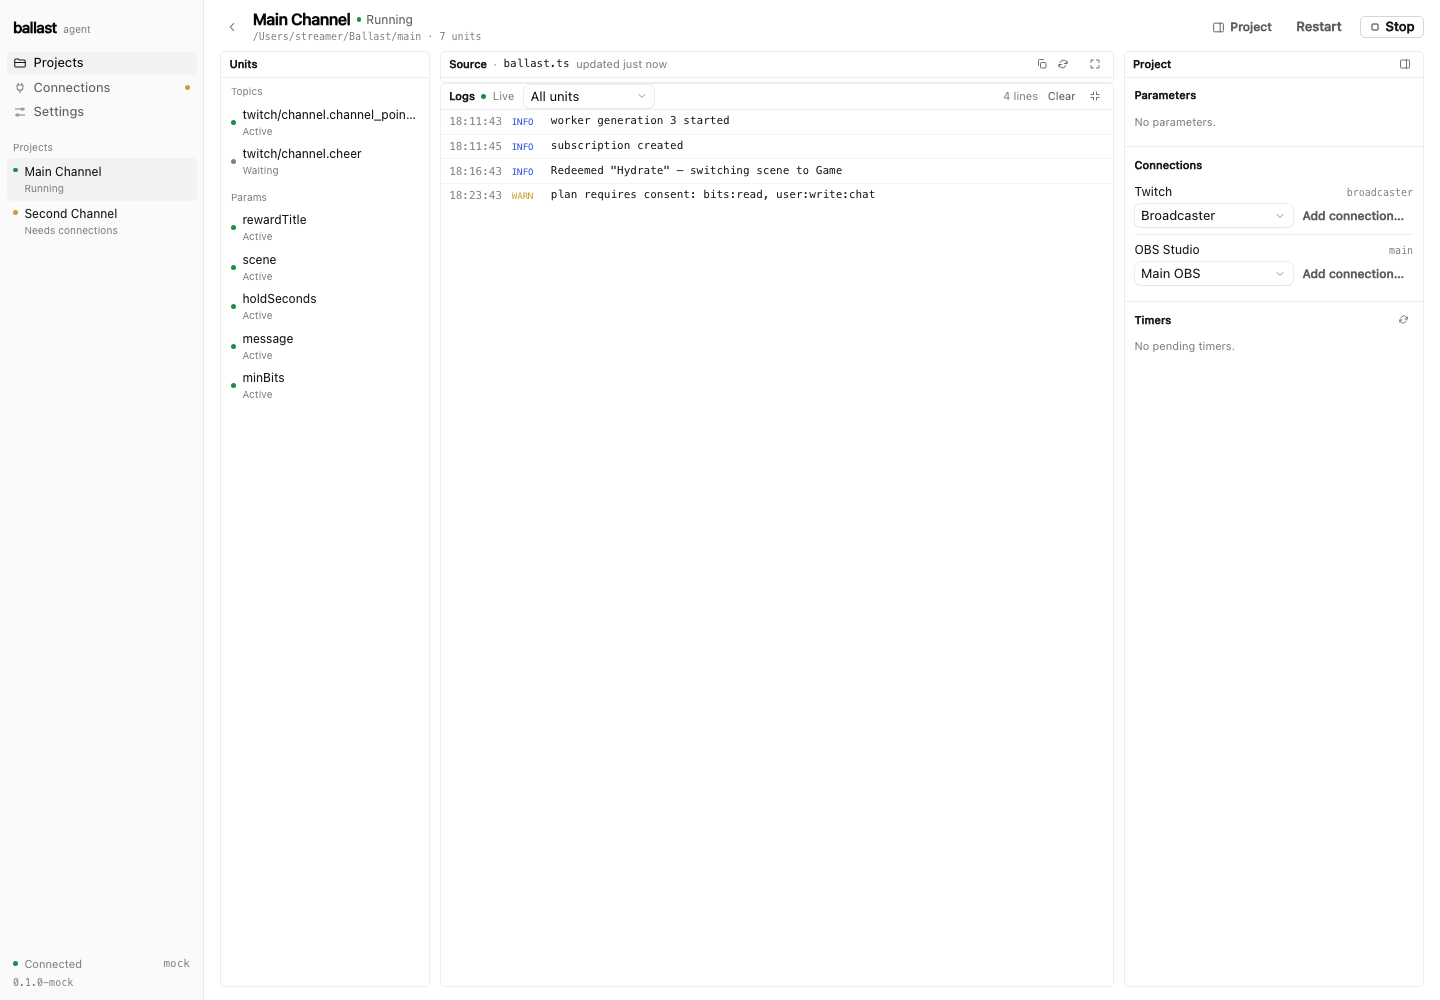 ballast agent
Projects
Connections
Settings
Projects
Main Channel
Running
Second Channel
Needs connections
Connected mock
0.1.0-mock
Main Channel Running
/Users/streamer/Ballast/main · 7 units
Project Restart Stop
Units
Topics
twitch/channel.channel_poin...
Active
twitch/channel.cheer
Waiting
Params
rewardTitle
Active
scene
Active
holdSeconds
Active
message
Active
minBits
Active
Source · ballast.ts updated just now
Logs Live All units 4 lines Clear
18:11:43 INFO worker generation 3 started
18:11:45 INFO subscription created
18:16:43 INFO Redeemed "Hydrate" — switching scene to Game
18:23:43 WARN plan requires consent: bits:read, user:write:chat
Project
Parameters
No parameters.
Connections
Twitch broadcaster
Broadcaster Add connection...
OBS Studio main
Main OBS Add connection...
Timers
No pending timers.